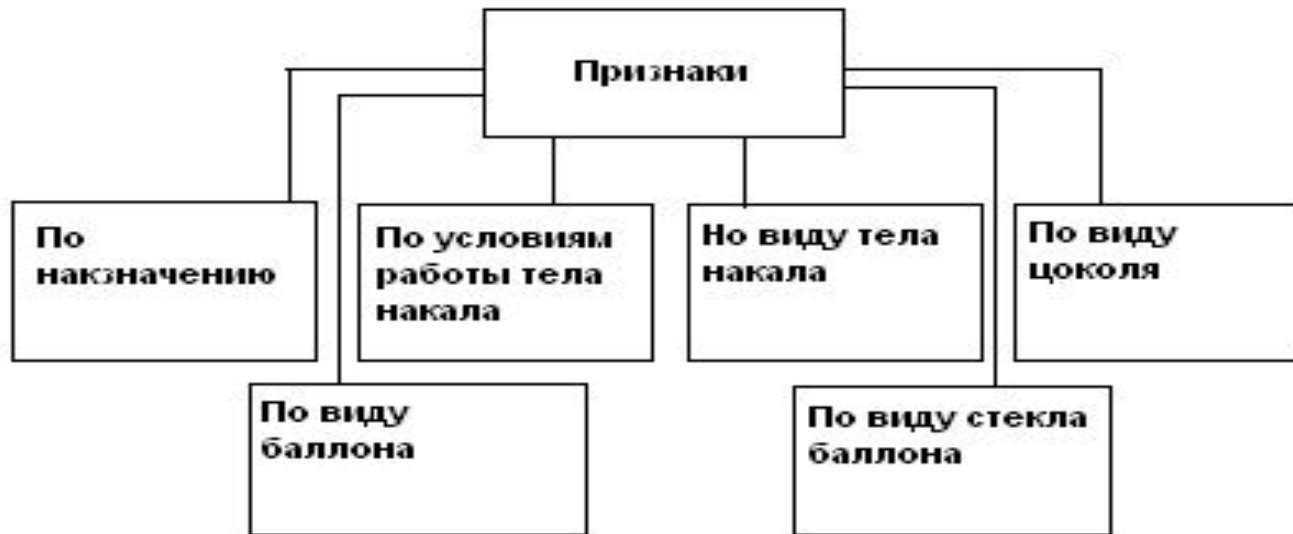 Признаки
По
накзначению
По условиям
работы тела
накала
Но виду тела
накала
По виду
цоколя
По виду
баллона
По виду стекла
баллона